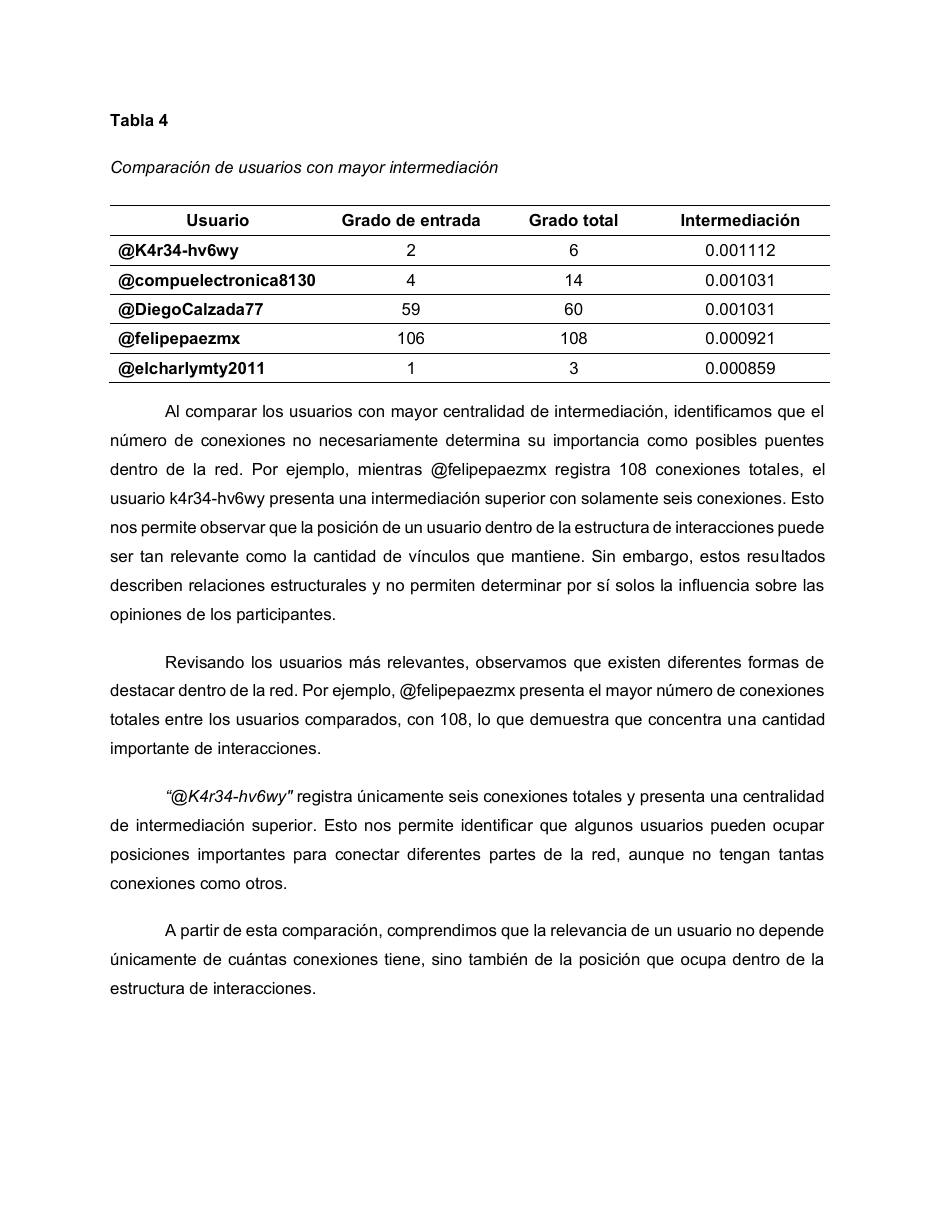 Tabla 4
Comparación de usuarios con mayor intermediación
Usuario Grado de entrada Grado total Intermediación
@K4r34-hv6wy 2 6 0.001112
@compuelectronica8130 4 14 0.001031
@DiegoCalzada77 59 60 0.001031
@felipepaezmx 106 108 0.000921
@elcharlymty2011 1 3 0.000859
Al comparar los usuarios con mayor centralidad de intermediación, identificamos que el
número de conexiones no necesariamente determina su importancia como posibles puentes
dentro de la red. Por ejemplo, mientras @felipepaezmx registra 108 conexiones totales, el
usuario k4r34-hv6wy presenta una intermediación superior con solamente seis conexiones. Esto
nos permite observar que la posición de un usuario dentro de la estructura de interacciones puede
ser tan relevante como la cantidad de vínculos que mantiene. Sin embargo, estos resultados
describen relaciones estructurales y no permiten determinar por sí solos la influencia sobre las
opiniones de los participantes.
Revisando los usuarios más relevantes, observamos que existen diferentes formas de
destacar dentro de la red. Por ejemplo, @felipepaezmx presenta el mayor número de conexiones
totales entre los usuarios comparados, con 108, lo que demuestra que concentra una cantidad
importante de interacciones.
“@K4r34-hv6wy" registra únicamente seis conexiones totales y presenta una centralidad
de intermediación superior. Esto nos permite identificar que algunos usuarios pueden ocupar
posiciones importantes para conectar diferentes partes de la red, aunque no tengan tantas
conexiones como otros.
A partir de esta comparación, comprendimos que la relevancia de un usuario no depende
únicamente de cuántas conexiones tiene, sino también de la posición que ocupa dentro de la
estructura de interacciones.